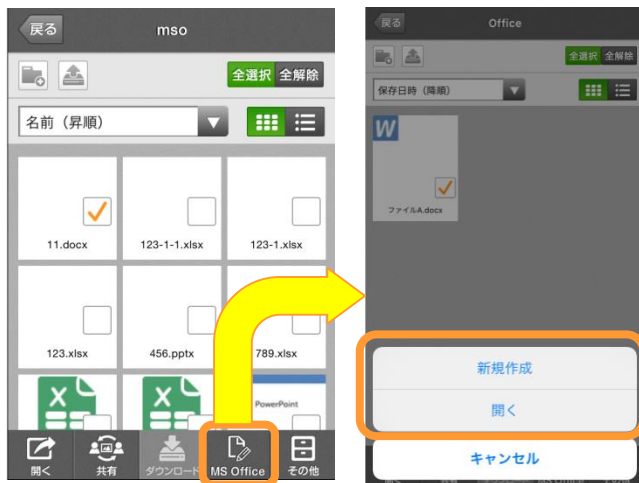 戻る
mso
全選択 全解除
名前（昇順）
11.docx
123-1-1.xlsx
123-1.xlsx
123.xlsx
456.pptx
789.xlsx
X
X
PowerPoint
開く
共有
ダウンロード
MS Office
その他
戻る
Office
全選択 全解除
保存日時（降順）
W
ファイルA.docx
新規作成
開く
キャンセル